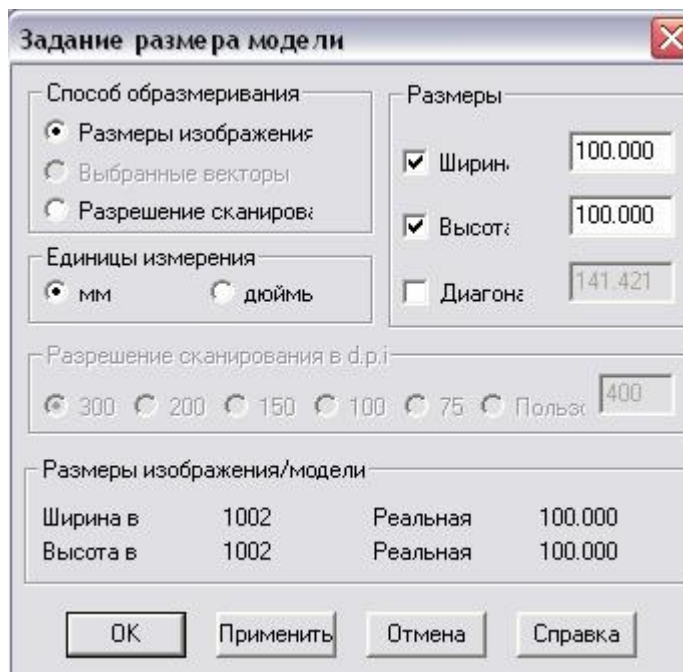 Задание размера модели
Способ образмеривания
Размеры изображения
Выбранные векторы
Разрешение сканирова
Единицы измерения
мм дюймы
Размеры
Ширин 100.000
Высота 100.000
Диагона 141.421
Разрешение сканирования в d.p.i
300 200 150 100 75 Пользо 400
Размеры изображения/модели
Ширина в 1002 Реальная 100.000
Высота в 1002 Реальная 100.000
OK Применить Отмена Справка